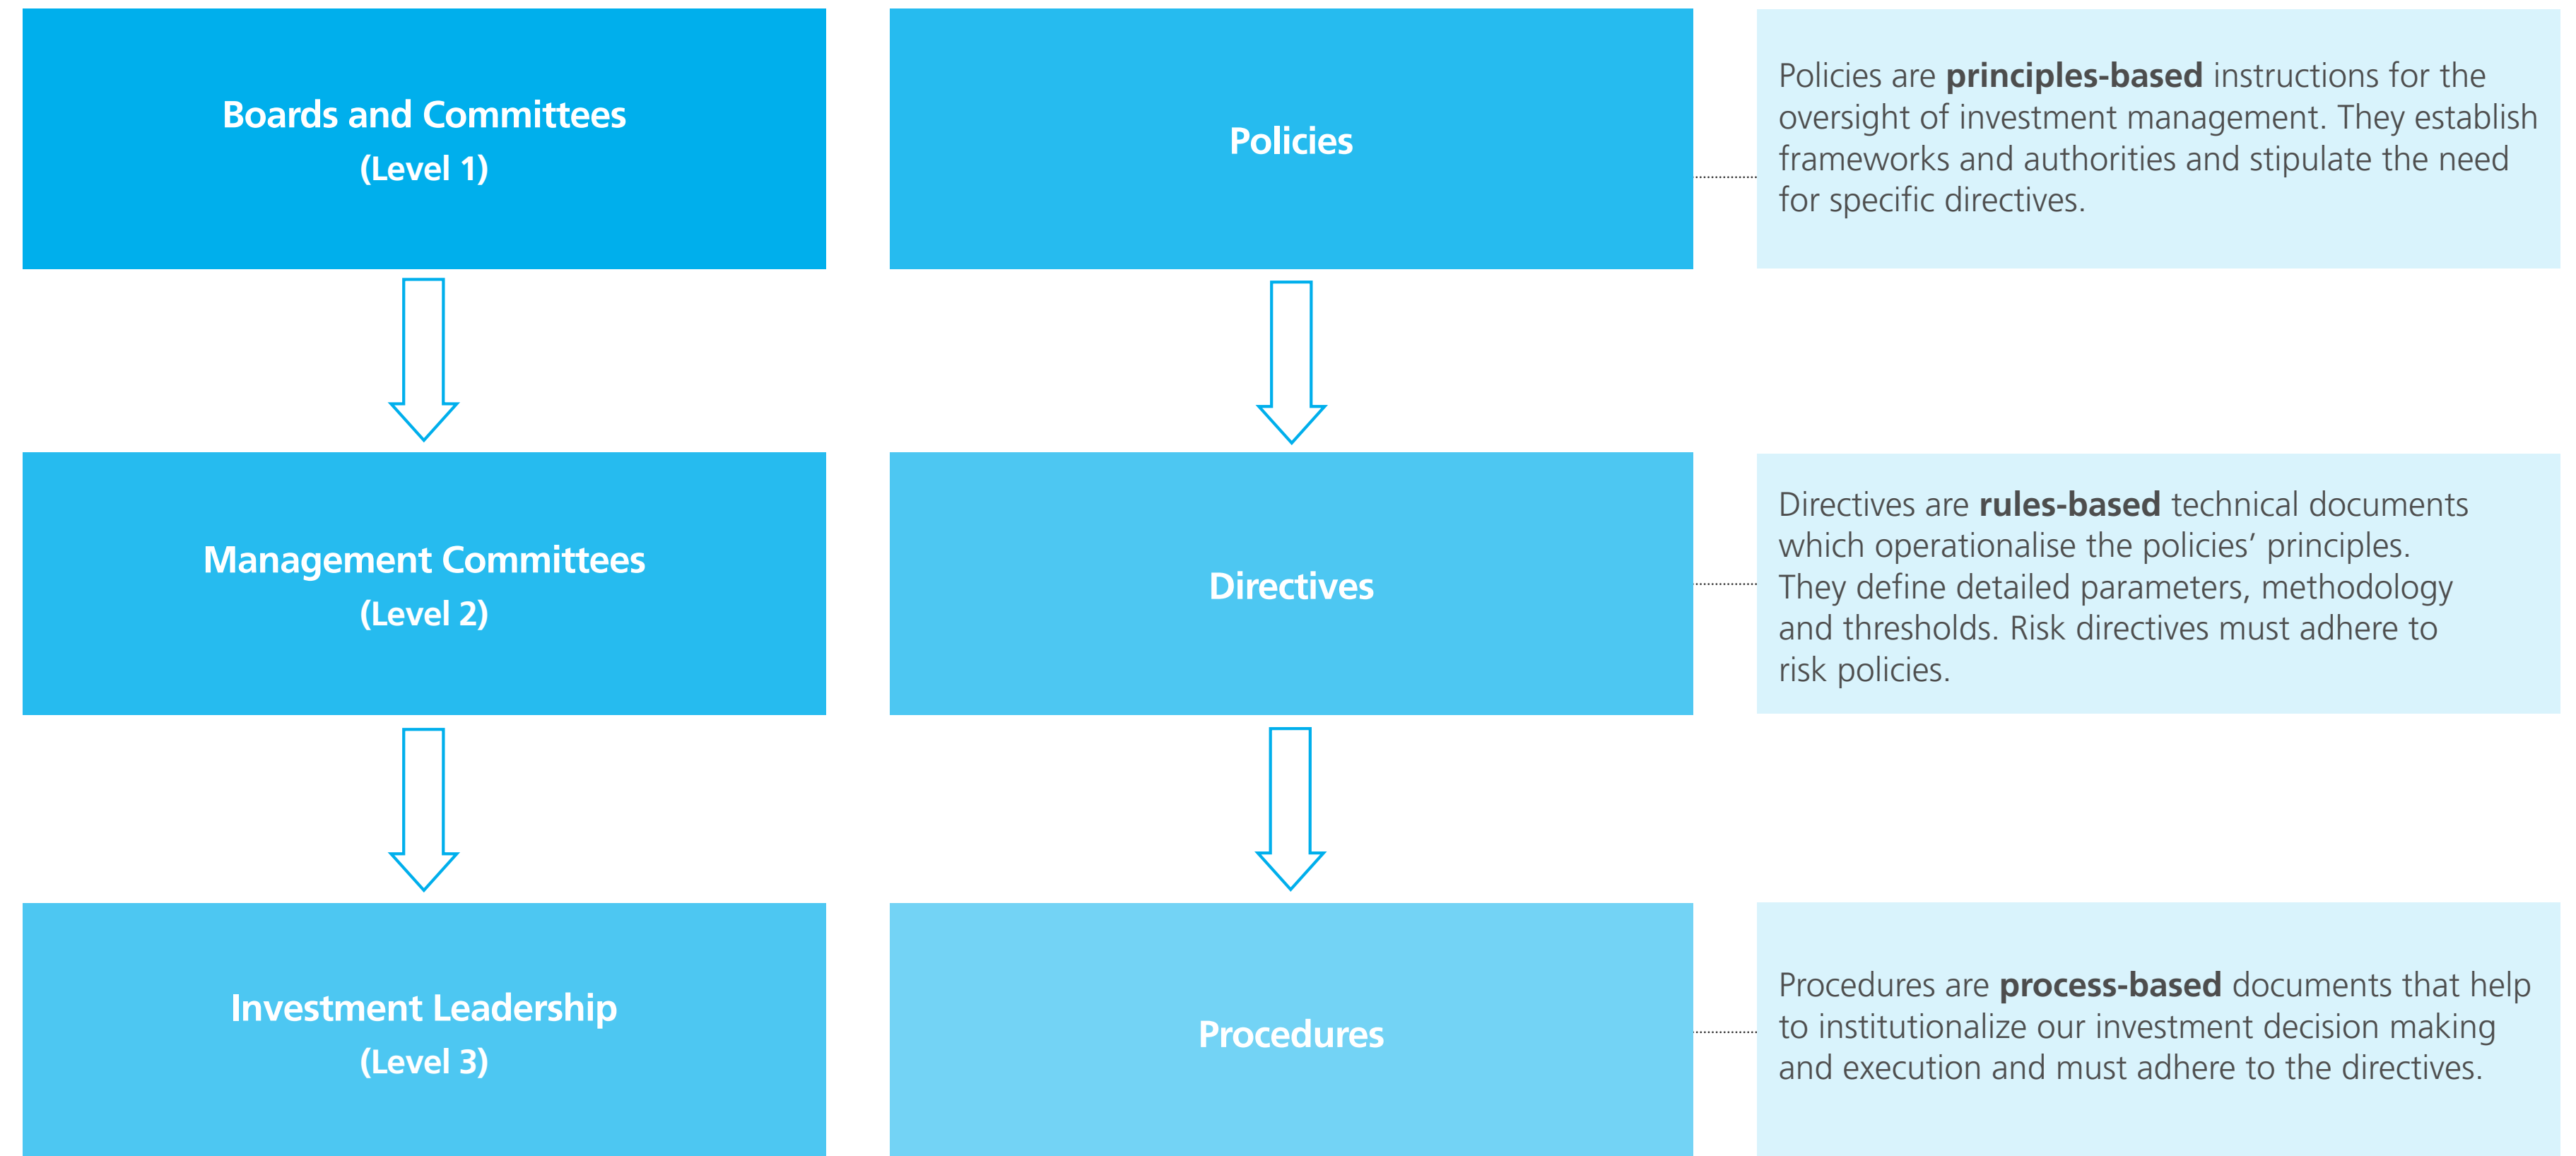 Boards and Committees
(Level 1)
Policies
Policies are principles-based instructions for the
oversight of investment management. They establish
frameworks and authorities and stipulate the need
for specific directives.
Management Committees
(Level 2)
Directives
Directives are rules-based technical documents
which operationalise the policies’ principles.
They define detailed parameters, methodology
and thresholds. Risk directives must adhere to
risk policies.
Investment Leadership
(Level 3)
Procedures
Procedures are process-based documents that help
to institutionalize our investment decision making
and execution and must adhere to the directives.